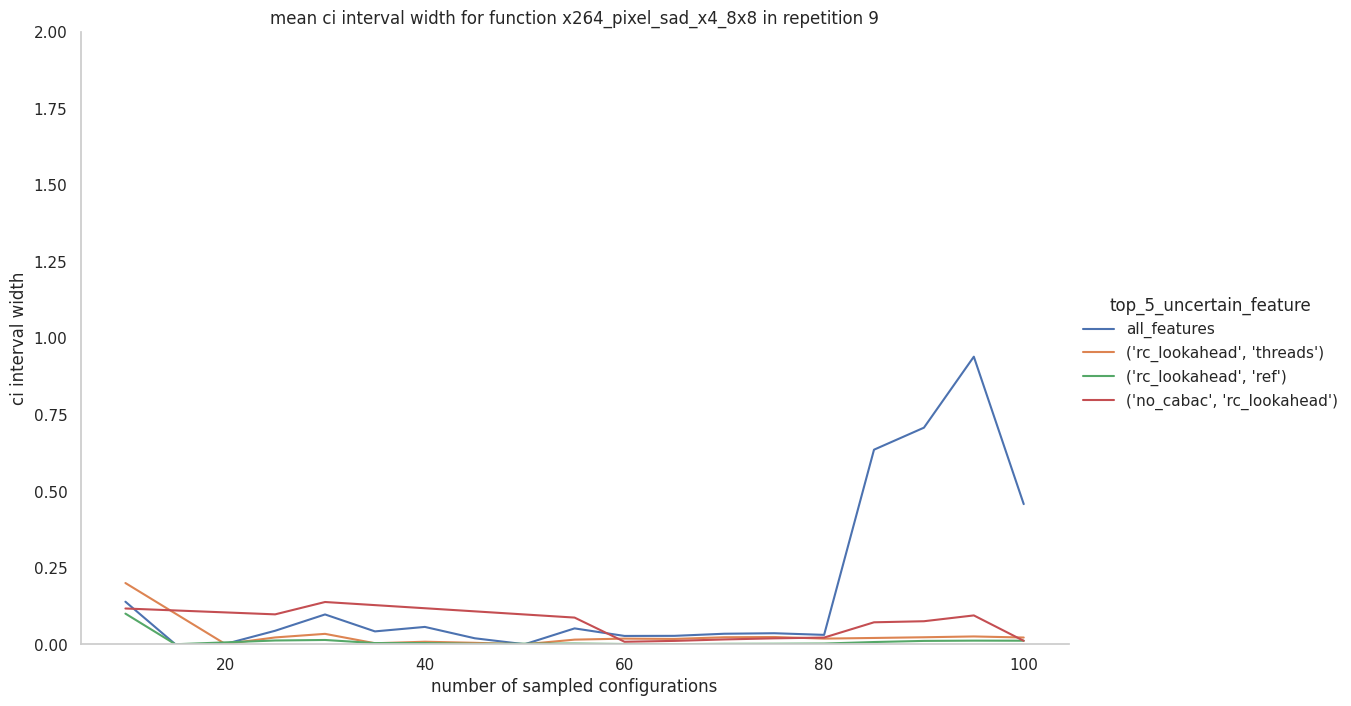 mean ci interval width for function x264_pixel_sad_x4_8x8 in repetition 9
2.00
1.75
1.50
1.25
1.00
0.75
0.50
0.25
0.00
ci interval width
20
40
60
80
100
number of sampled configurations
top_5_uncertain_feature
all_features
('rc_lookahead', 'threads')
('rc_lookahead', 'ref')
('no_cabac', 'rc_lookahead')